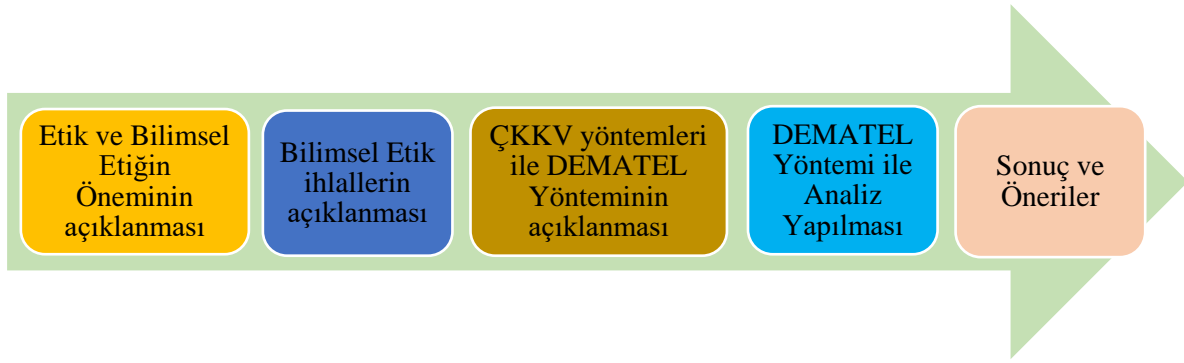 Etik ve Bilimsel
Etiğin
Öneminin
açıklanması
Bilimsel Etik
ihlallerin
açıklanması
ÇKKV yöntemleri
ile DEMATEL
Yönteminin
açıklanması
DEMATEL
Yöntemi ile
Analiz
Yapılması
Sonuç ve
Öneriler